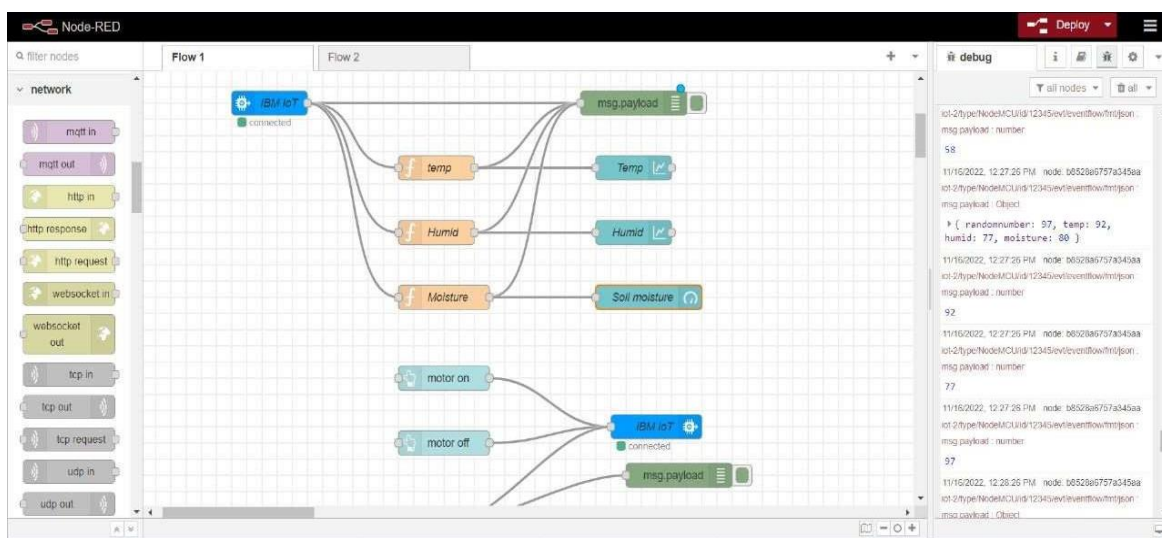 Node-RED
Deploy
filter nodes
Flow 1
Flow 2
debug
i
all nodes
all
network
mqtt in
mqtt out
http in
http response
http request
websocket in
websocket out
tcp in
tcp out
tcp request
udp in
udp out
IBM IoT
connected
msg.payload
temp
Temp
Humid
Humid
Moisture
Soil moisture
motor on
motor off
IBM IoT
connected
msg.payload
iot-2/type/NodeMCU/id/12345/evt/eventflow/fmt/json :
msg.payload : number
58
11/16/2022, 12:27:26 PM node: b8528a6757a345aa
iot-2/type/NodeMCU/id/12345/evt/eventflow/fmt/json :
msg.payload : Object
{ randomnumber: 97, temp: 92,
humid: 77, moisture: 80 }
11/16/2022, 12:27:26 PM node: b8528a6757a345aa
iot-2/type/NodeMCU/id/12345/evt/eventflow/fmt/json :
msg.payload : number
92
11/16/2022, 12:27:26 PM node: b8528a6757a345aa
iot-2/type/NodeMCU/id/12345/evt/eventflow/fmt/json :
msg.payload : number
77
11/16/2022, 12:27:26 PM node: b8528a6757a345aa
iot-2/type/NodeMCU/id/12345/evt/eventflow/fmt/json :
msg.payload : number
97
11/16/2022, 12:28:26 PM node: b8528a6757a345aa
iot-2/type/NodeMCU/id/12345/evt/eventflow/fmt/json :
msg.payload : Object